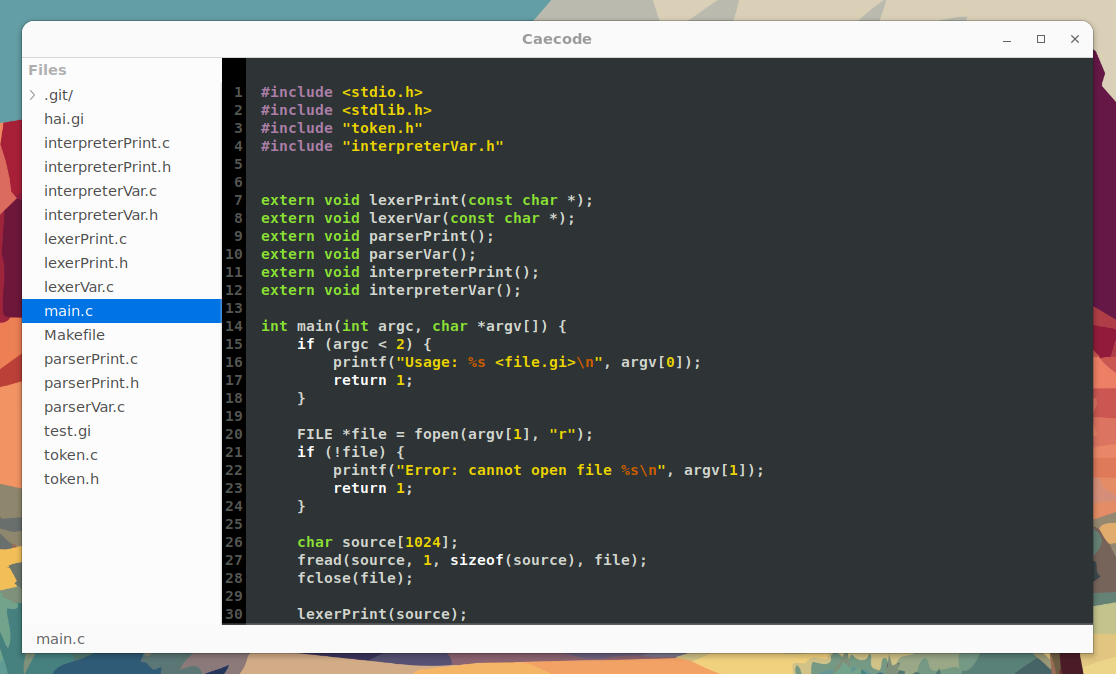 Caecode
Files
.git/
hai.gi
interpreterPrint.c
interpreterPrint.h
interpreterVar.c
interpreterVar.h
lexerPrint.c
lexerPrint.h
lexerVar.c
main.c
Makefile
parserPrint.c
parserPrint.h
parserVar.c
test.gi
token.c
token.h
1 #include <stdio.h>
2 #include <stdlib.h>
3 #include "token.h"
4 #include "interpreterVar.h"
5
6
7 extern void lexerPrint(const char *);
8 extern void lexerVar(const char *);
9 extern void parserPrint();
10 extern void parserVar();
11 extern void interpreterPrint();
12 extern void interpreterVar();
13
14 int main(int argc, char *argv[]) {
15     if (argc < 2) {
16         printf("Usage: %s <file.gi>\n", argv[0]);
17         return 1;
18     }
19
20     FILE *file = fopen(argv[1], "r");
21     if (!file) {
22         printf("Error: cannot open file %s\n", argv[1]);
23         return 1;
24     }
25
26     char source[1024];
27     fread(source, 1, sizeof(source), file);
28     fclose(file);
29
30     lexerPrint(source);
main.c